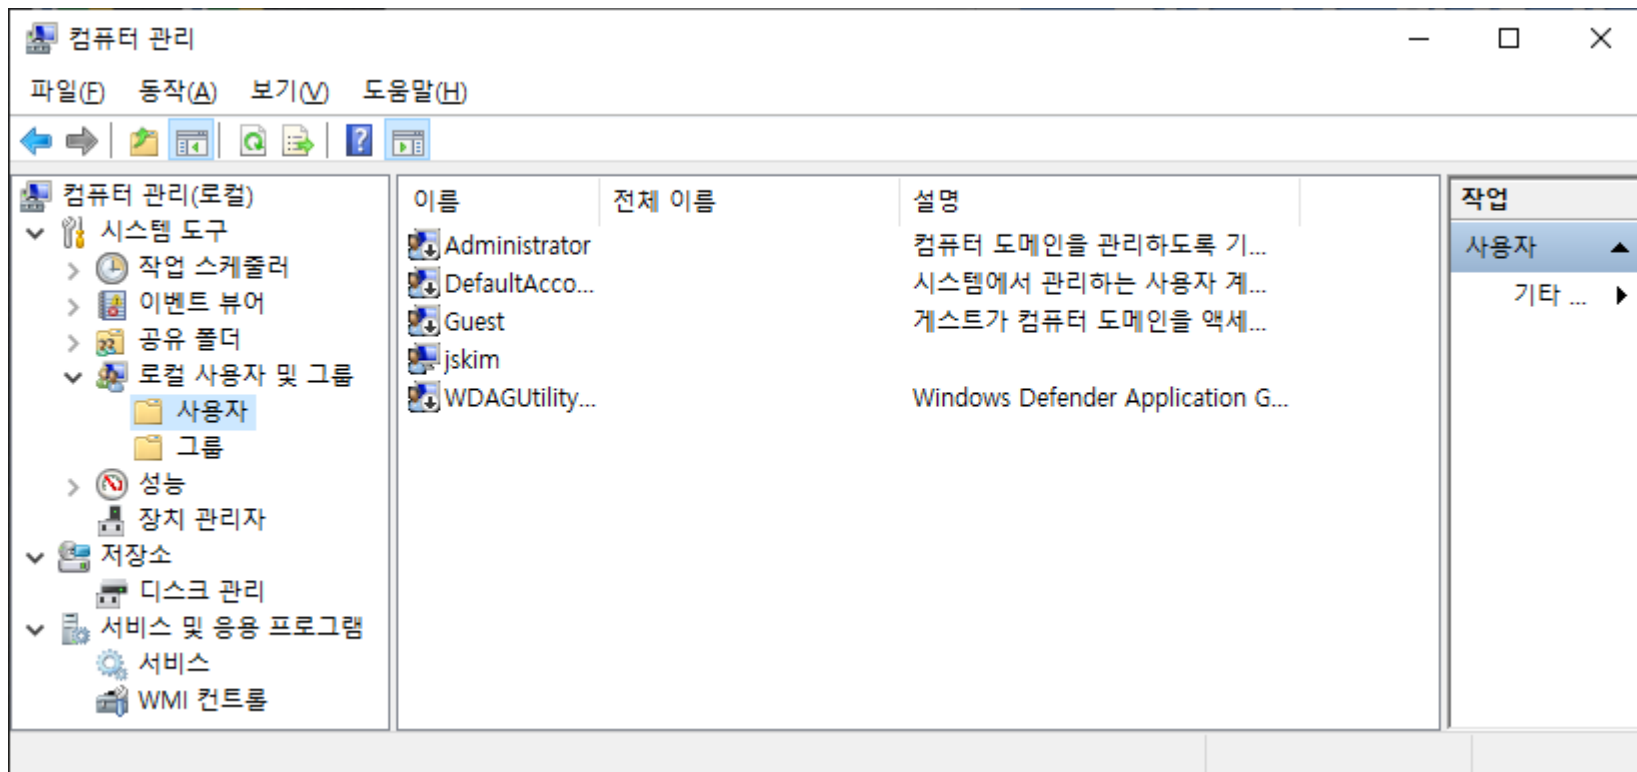 컴퓨터 관리
파일(F) 동작(A) 보기(V) 도움말(H)
컴퓨터 관리(로컬)
시스템 도구
작업 스케줄러
이벤트 뷰어
공유 폴더
로컬 사용자 및 그룹
사용자
그룹
성능
장치 관리자
저장소
디스크 관리
서비스 및 응용 프로그램
서비스
WMI 컨트롤
이름 전체 이름 설명
Administrator 컴퓨터 도메인을 관리하도록 기...
DefaultAcco... 시스템에서 관리하는 사용자 계...
Guest 게스트가 컴퓨터 도메인을 액세...
jskim
WDAGUtility... Windows Defender Application G...
작업
사용자
기타 ...